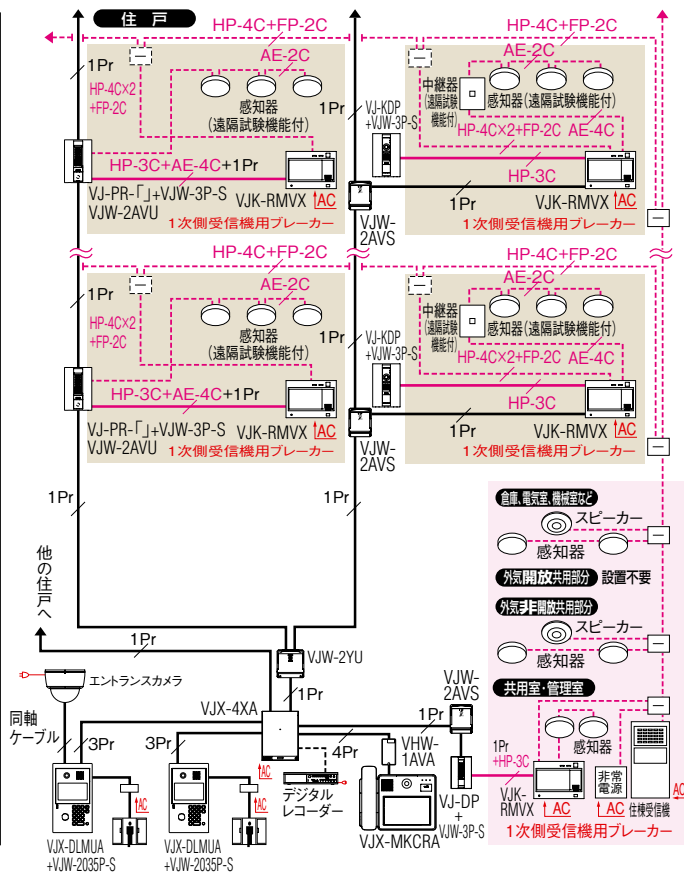 住戸
HP-4C+FP-2C
HP-4C+FP-2C
1Pr
AE-2C
HP-4C×2
+FP-2C
感知器
(遠隔試験機能付)
HP-3C+AE-4C+1Pr
VJ-PR-「」+VJW-3P-S
VJW-2AVU
VJK-RMVX
AC
1次側受信機用ブレーカー
AE-2C
中継器
(遠隔試験
機能付)
感知器(遠隔試験機能付)
1Pr
VJ-KDP
+VJW-3P-S
HP-4C×2+FP-2C
AE-4C
HP-3C
1Pr
VJK-RMVX
AC
VJW-
2AVS
1次側受信機用ブレーカー
HP-4C+FP-2C
HP-4C+FP-2C
1Pr
AE-2C
HP-4C×2
+FP-2C
感知器
(遠隔試験機能付)
HP-3C+AE-4C+1Pr
VJ-PR-「」+VJW-3P-S
VJW-2AVU
VJK-RMVX
AC
1次側受信機用ブレーカー
AE-2C
中継器
(遠隔試験
機能付)
感知器(遠隔試験機能付)
1Pr
VJ-KDP
+VJW-3P-S
HP-4C×2+FP-2C
AE-4C
HP-3C
1Pr
VJK-RMVX
AC
VJW-
2AVS
1次側受信機用ブレーカー
1Pr
1Pr
倉庫、電気室、機械室など
スピーカー
感知器
外気開放共用部分 設置不要
外気非開放共用部分
スピーカー
感知器
共用室・管理室
感知器
1Pr
+HP-3C
VJK-
RMVX
AC
非常
電源
AC
住棟受信機
AC
1次側受信機用ブレーカー
他の住戸へ
1Pr
VJW-2YU
1Pr
エントランスカメラ
VJX-4XA
同軸
ケーブル
3Pr
3Pr
4Pr
1Pr
VJW-
2AVS
VHW-
1AVA
AC
AC
AC
デジタル
レコーダー
VJX-MKCRA
VJ-DP
+
VJW-3P-S
VJX-DLMUA
+VJW-2035P-S
VJX-DLMUA
+VJW-2035P-S